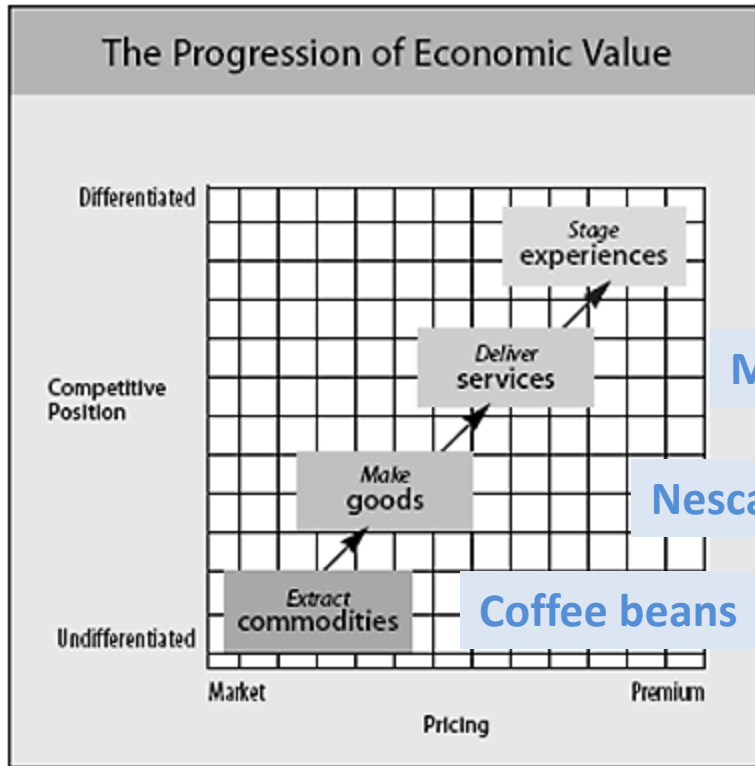 The Progression of Economic Value
Differentiated
Stage
experiences
Deliver
services
M
Competitive
Position
Make
goods
Nesca
Extract
commodities
Coffee beans
Undifferentiated
Market
Premium
Pricing